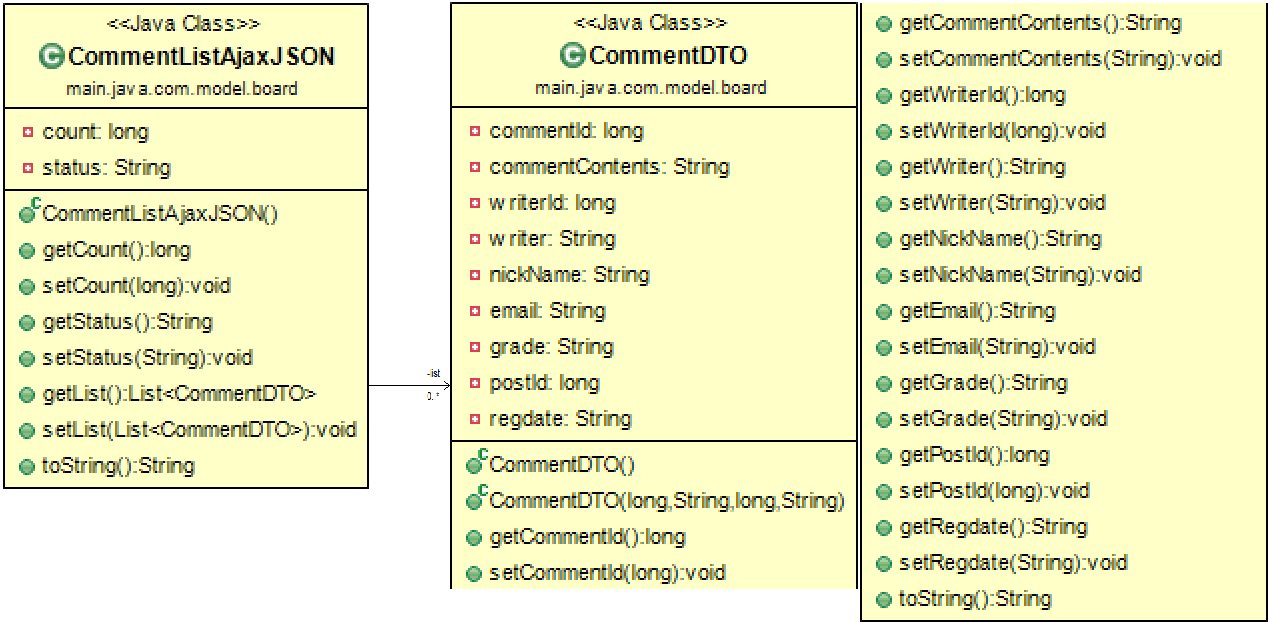 <<Java Class>>
CommentListAjaxJSON
main.java.com.model.board
count: long
status: String
CommentListAjaxJSON()
getCount():long
setCount(long):void
getStatus():String
setStatus(String):void
getList():List<CommentDTO>
setList(List<CommentDTO>):void
toString():String
-list
0..*
<<Java Class>>
CommentDTO
main.java.com.model.board
commentId: long
commentContents: String
writerId: long
writer: String
nickName: String
email: String
grade: String
postId: long
regdate: String
CommentDTO()
CommentDTO(long,String,long,String)
getCommentId():long
setCommentId(long):void
getCommentContents():String
setCommentContents(String):void
getWriterId():long
setWriterId(long):void
getWriter():String
setWriter(String):void
getNickName():String
setNickName(String):void
getEmail():String
setEmail(String):void
getGrade():String
setGrade(String):void
getPostId():long
setPostId(long):void
getRegdate():String
setRegdate(String):void
toString():String